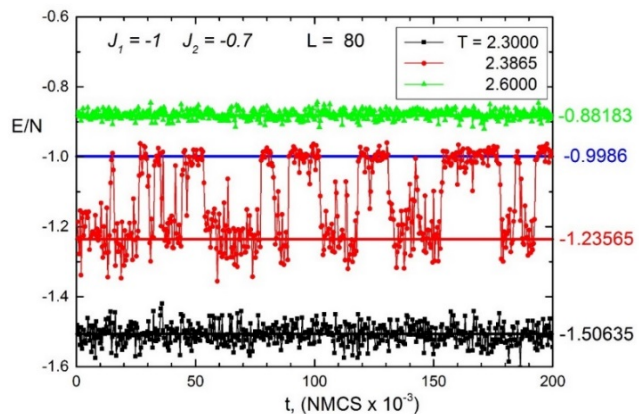 J₁ = -1 J₂ = -0.7 L = 80
T = 2.3000
2.3865
2.6000
E/N
-0.6
-0.8
-1.0
-1.2
-1.4
-1.6
-0.88183
-0.9986
-1.23565
-1.50635
0 50 100 150 200
t, (NMCS x 10⁻³)